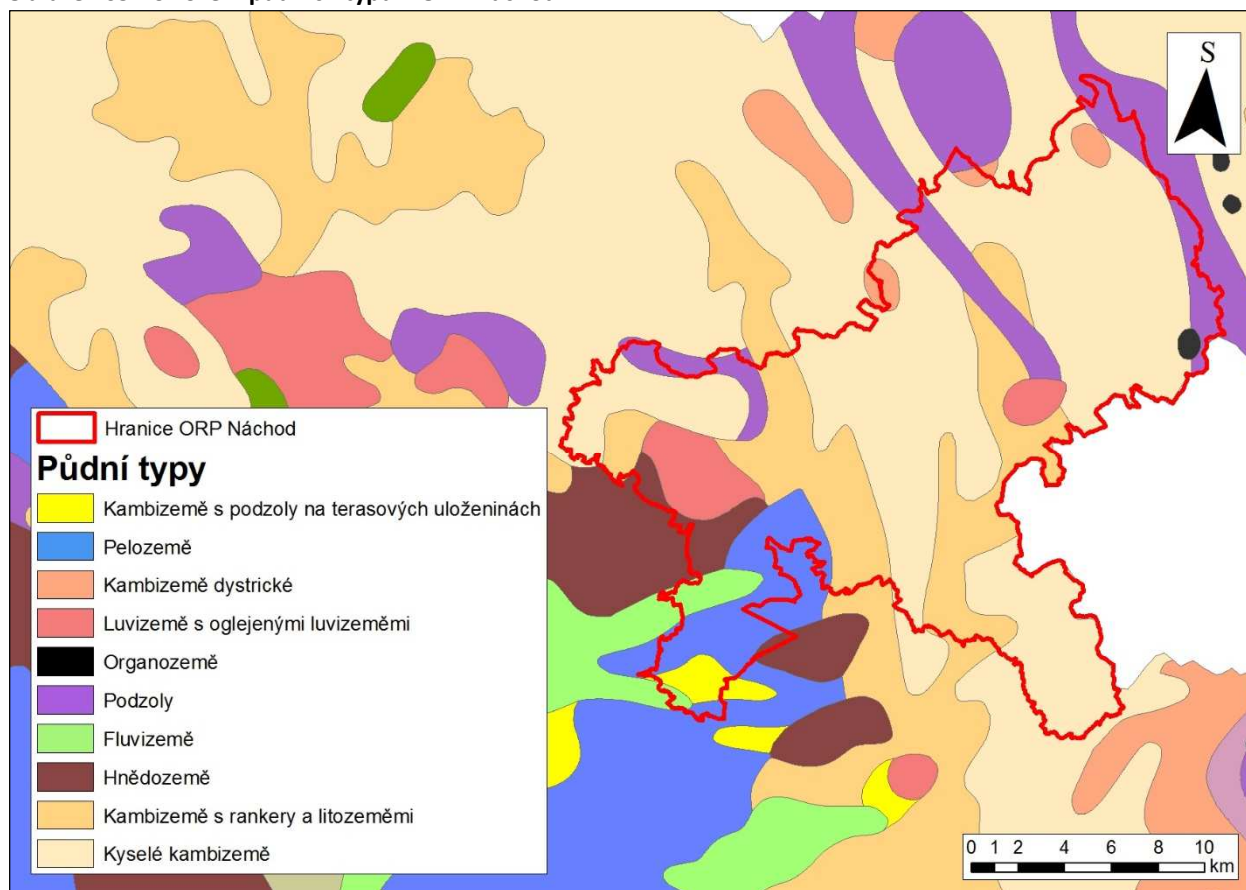 S
Hranice ORP Náchod
Půdní typy
Kambizemě s podzoly na terasových uloženinách
Pelozemě
Kambizemě dystrické
Luvizemě s oglejenými luvizeměmi
Organozemě
Podzoly
Fluvizemě
Hnědozemě
Kambizemě s rankery a litozeměmi
Kyselé kambizemě
0 1 2 4 6 8 10
km